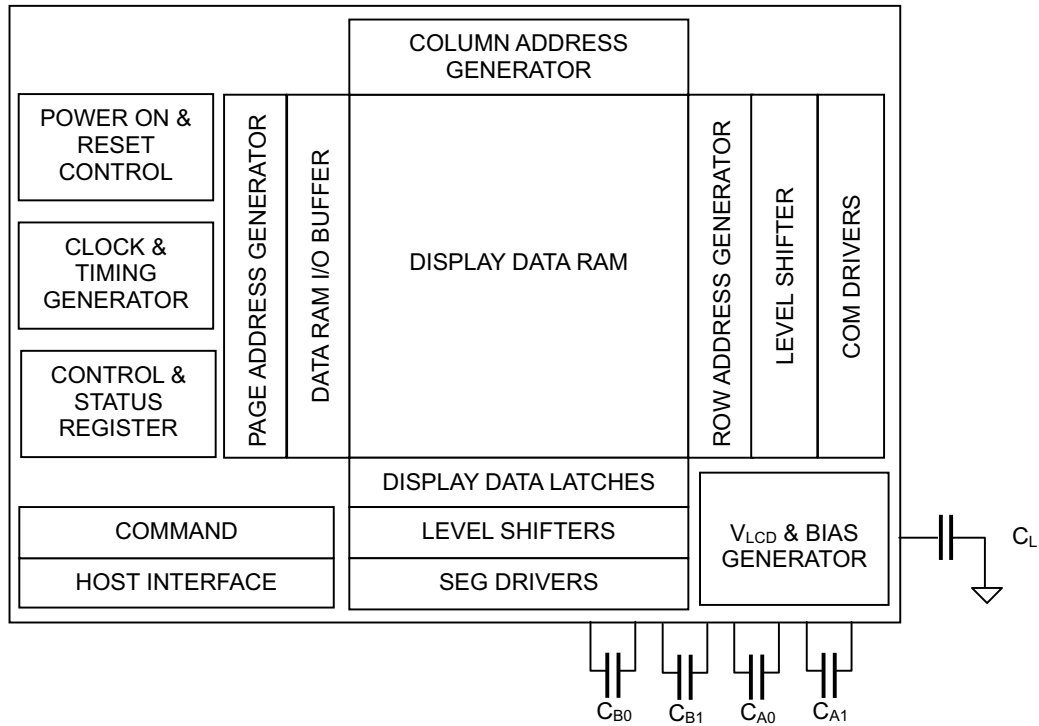 COLUMN ADDRESS
GENERATOR
POWER ON &
RESET
CONTROL
CLOCK &
TIMING
GENERATOR
CONTROL &
STATUS
REGISTER
PAGE ADDRESS GENERATOR
DATA RAM I/O BUFFER
DISPLAY DATA RAM
ROW ADDRESS GENERATOR
LEVEL SHIFTER
COM DRIVERS
DISPLAY DATA LATCHES
LEVEL SHIFTERS
SEG DRIVERS
COMMAND
HOST INTERFACE
VLCD & BIAS
GENERATOR
CL
CB0
CB1
CA0
CA1